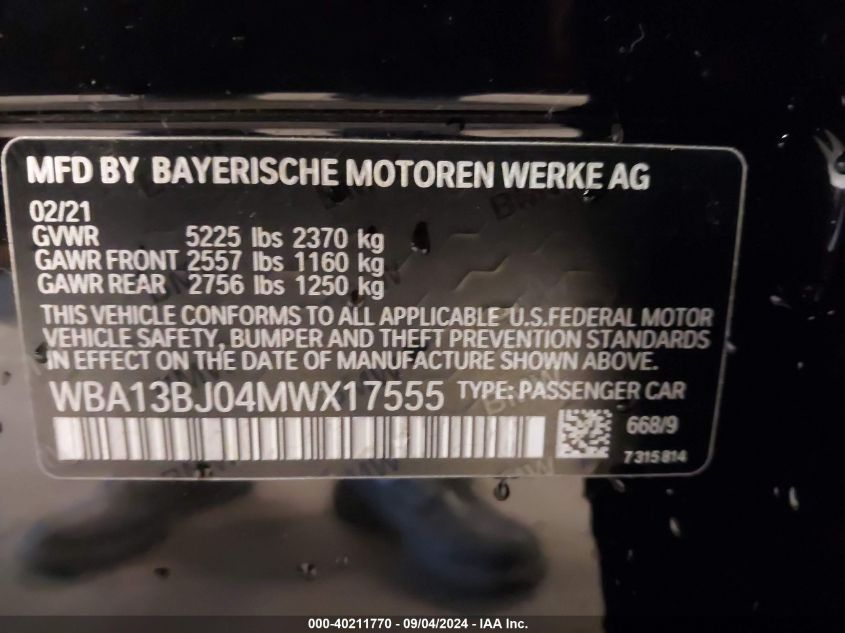 MFD BY BAYERISCHE MOTOREN WERKE AG
02/21
GVWR 5225 lbs 2370 kg
GAWR FRONT 2557 lbs 1160 kg
GAWR REAR 2756 lbs 1250 kg
THIS VEHICLE CONFORMS TO ALL APPLICABLE U.S.FEDERAL MOTOR
VEHICLE SAFETY, BUMPER AND THEFT PREVENTION STANDARDS
IN EFFECT ON THE DATE OF MANUFACTURE SHOWN ABOVE.
WBA13BJ04MWX17555 TYPE: PASSENGER CAR
668/9
7315814
000-40211770 - 09/04/2024 - IAA Inc.